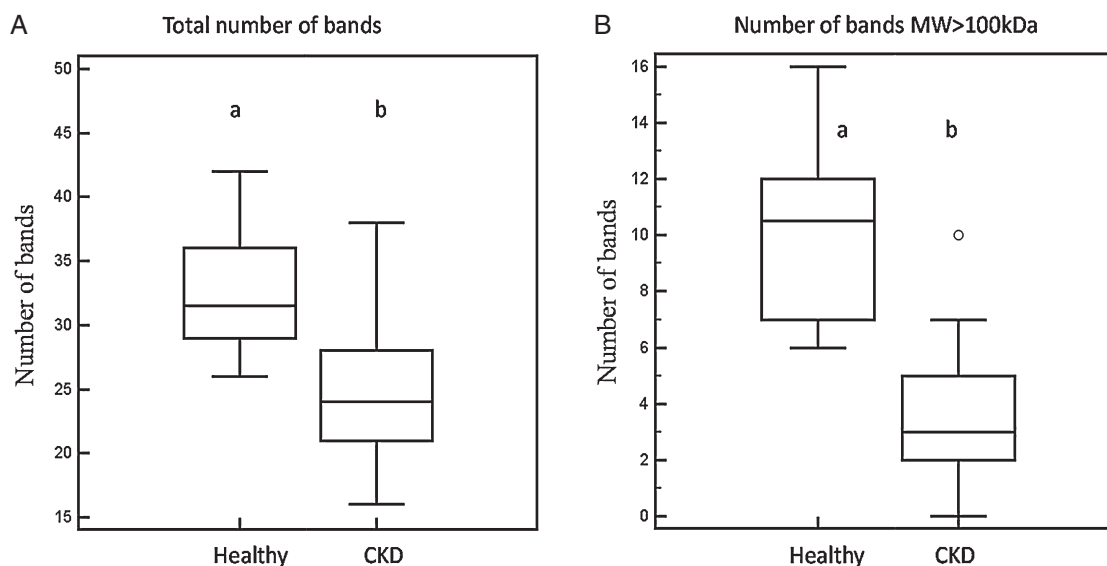 A
Total number of bands
50
45
40
35
30
25
20
15
Number of bands
a
b
Healthy CKD
B
Number of bands MW>100kDa
16
14
12
10
8
6
4
2
0
Number of bands
a
b
Healthy CKD